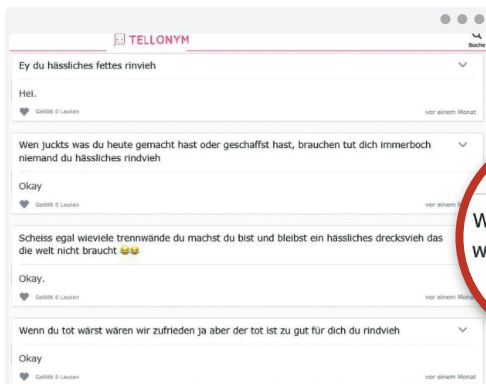 TELLONYM
Suche
Ey du hässliches fettes rinvieh
Hei.
Gefällt 0 Leuten
vor einem Monat
Wen juckts was du heute gemacht hast oder geschaffst hast, brauchen tut dich immerboch
niemand du hässliches rindvieh
Okay
Gefällt 0 Leuten
vor einem
Scheiss egal wieviele trennwände du machst du bist und bleibst ein hässliches drecksvieh das
die welt nicht braucht 😂😂
Okay.
Gefällt 0 Leuten
vor einem Monat
Wenn du tot wärst wären wir zufrieden ja aber der tot ist zu gut für dich du rindvieh
Okay
Gefällt 0 Leuten
vor einem Monat
W
w